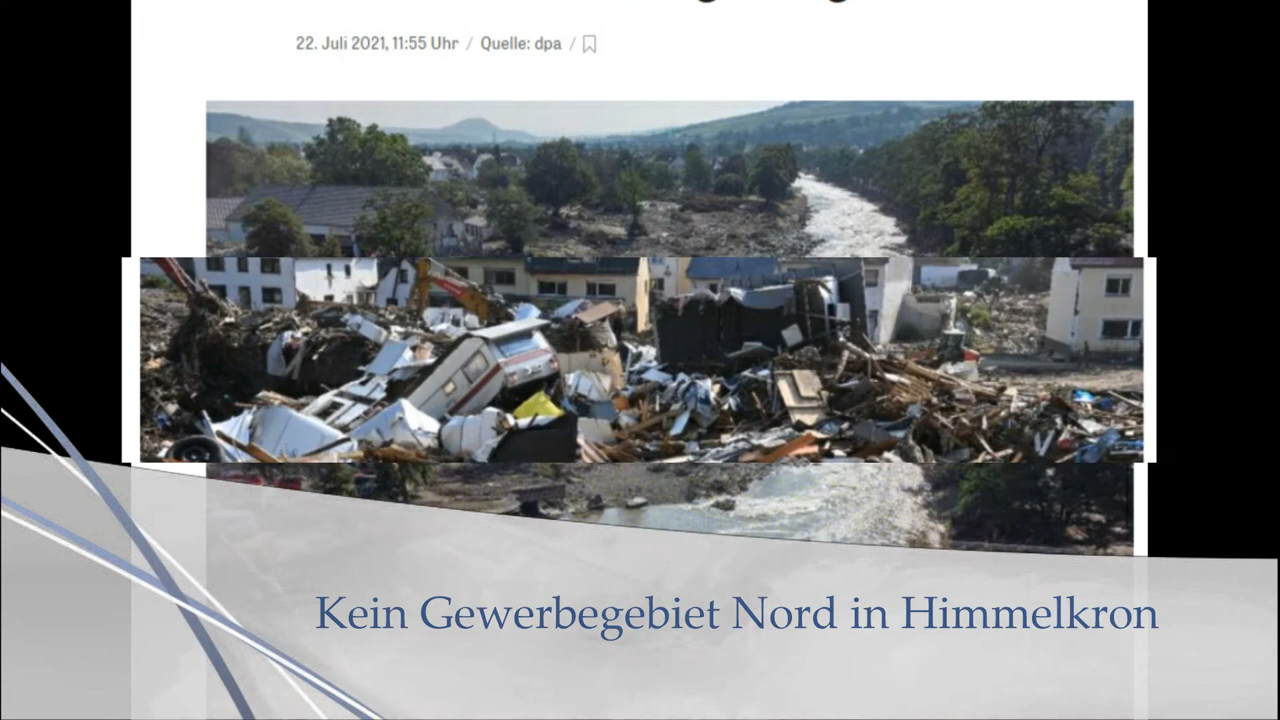 22. Juli 2021, 11:55 Uhr / Quelle: dpa /
Kein Gewerbegebiet Nord in Himmelkron